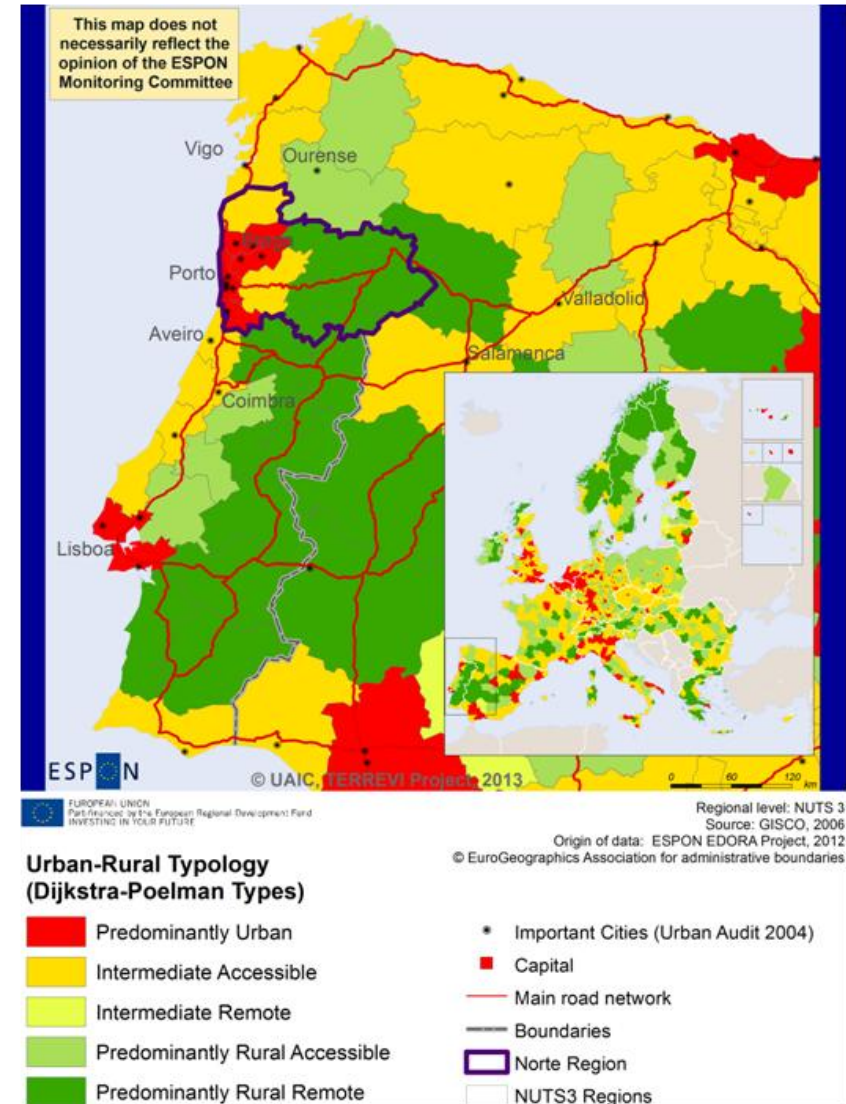 This map does not
necessarily reflect the
opinion of the ESPON
Monitoring Committee
Vigo
Ourense
Porto
Valladolid
Aveiro
Salamanca
Coimbra
Lisboa
ESPON
© UAIC, TERREVI Project, 2013
0 60 120
km
EUROPEAN UNION
Part-financed by the European Regional Development Fund
INVESTING IN YOUR FUTURE
Regional level: NUTS 3
Source: GISCO, 2006
Origin of data: ESPON EDORA Project, 2012
© EuroGeographics Association for administrative boundaries
Urban-Rural Typology
(Dijkstra-Poelman Types)
Predominantly Urban
Intermediate Accessible
Intermediate Remote
Predominantly Rural Accessible
Predominantly Rural Remote
Important Cities (Urban Audit 2004)
Capital
Main road network
Boundaries
Norte Region
NUTS3 Regions